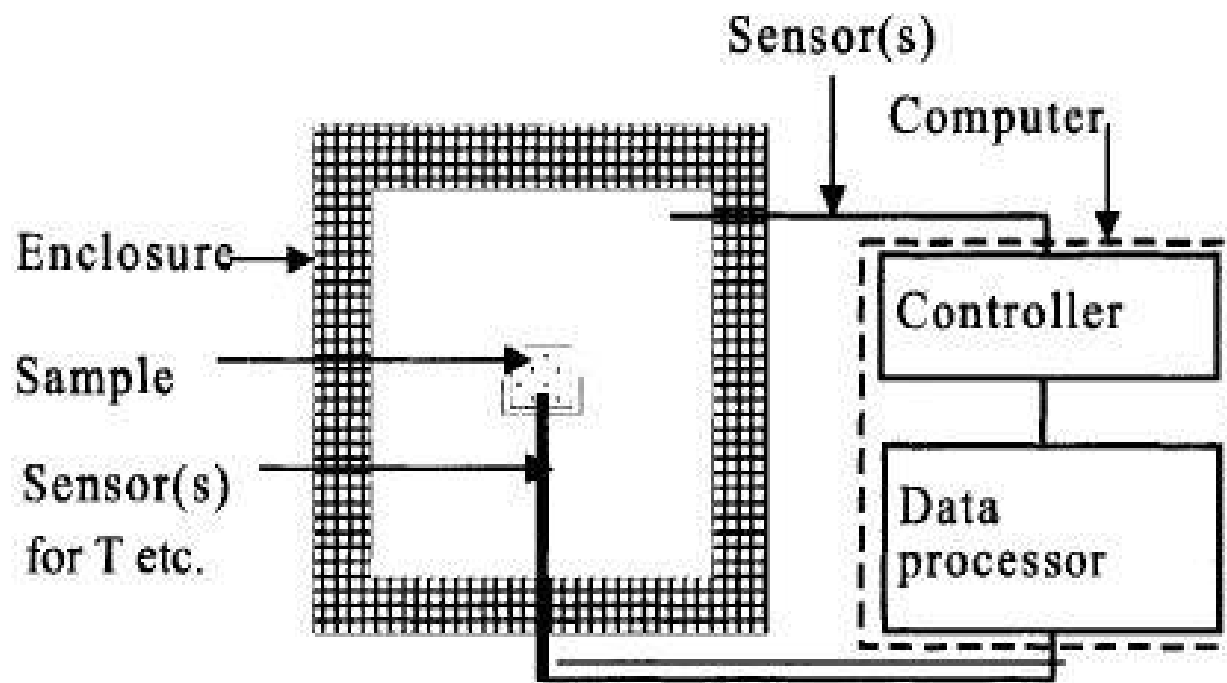 Sensor(s)
Computer
Enclosure
Controller
Sample
Sensor(s)
for T etc.
Data
processor